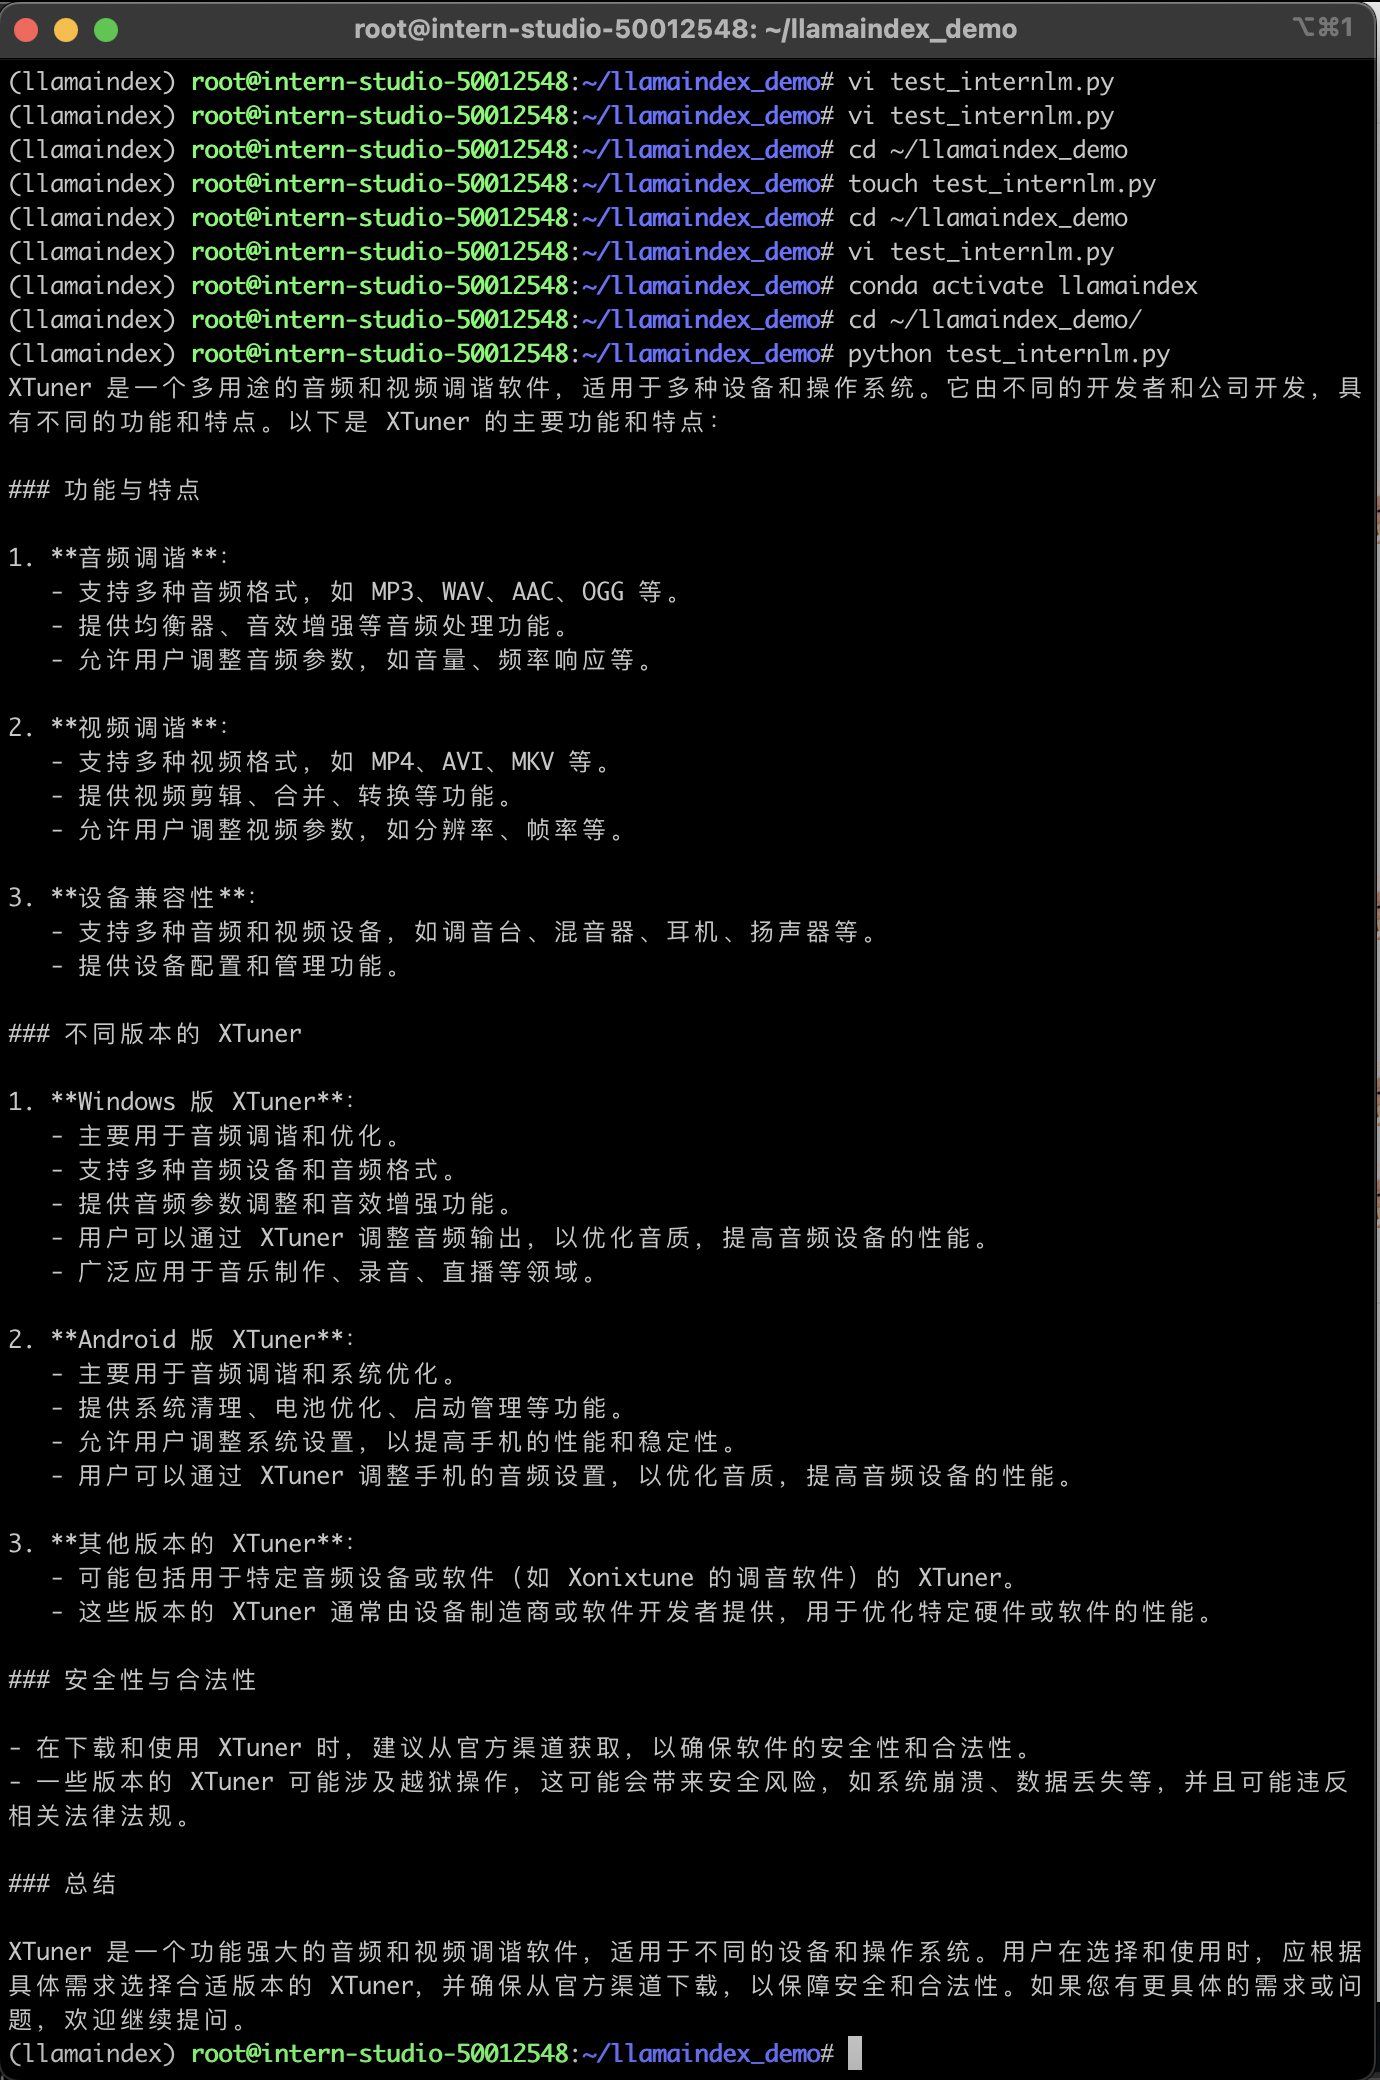 root@intern-studio-50012548: ~/llamaindex_demo
⌥⌘1
(llamaindex) root@intern-studio-50012548:~/llamaindex_demo# vi test_internlm.py
(llamaindex) root@intern-studio-50012548:~/llamaindex_demo# vi test_internlm.py
(llamaindex) root@intern-studio-50012548:~/llamaindex_demo# cd ~/llamaindex_demo
(llamaindex) root@intern-studio-50012548:~/llamaindex_demo# touch test_internlm.py
(llamaindex) root@intern-studio-50012548:~/llamaindex_demo# cd ~/llamaindex_demo
(llamaindex) root@intern-studio-50012548:~/llamaindex_demo# vi test_internlm.py
(llamaindex) root@intern-studio-50012548:~/llamaindex_demo# conda activate llamaindex
(llamaindex) root@intern-studio-50012548:~/llamaindex_demo# cd ~/llamaindex_demo/
(llamaindex) root@intern-studio-50012548:~/llamaindex_demo# python test_internlm.py
XTuner 是一个多用途的音频和视频调谐软件，适用于多种设备和操作系统。它由不同的开发者和公司开发，具
有不同的功能和特点。以下是 XTuner 的主要功能和特点：
### 功能与特点
1. **音频调谐**：
- 支持多种音频格式，如 MP3、WAV、AAC、OGG 等。
- 提供均衡器、音效增强等音频处理功能。
- 允许用户调整音频参数，如音量、频率响应等。
2. **视频调谐**：
- 支持多种视频格式，如 MP4、AVI、MKV 等。
- 提供视频剪辑、合并、转换等功能。
- 允许用户调整视频参数，如分辨率、帧率等。
3. **设备兼容性**：
- 支持多种音频和视频设备，如调音台、混音器、耳机、扬声器等。
- 提供设备配置和管理功能。
### 不同版本的 XTuner
1. **Windows 版 XTuner**：
- 主要用于音频调谐和优化。
- 支持多种音频设备和音频格式。
- 提供音频参数调整和音效增强功能。
- 用户可以通过 XTuner 调整音频输出，以优化音质，提高音频设备的性能。
- 广泛应用于音乐制作、录音、直播等领域。
2. **Android 版 XTuner**：
- 主要用于音频调谐和系统优化。
- 提供系统清理、电池优化、启动管理等功能。
- 允许用户调整系统设置，以提高手机的性能和稳定性。
- 用户可以通过 XTuner 调整手机的音频设置，以优化音质，提高音频设备的性能。
3. **其他版本的 XTuner**：
- 可能包括用于特定音频设备或软件（如 Xonixtune 的调音软件）的 XTuner。
- 这些版本的 XTuner 通常由设备制造商或软件开发者提供，用于优化特定硬件或软件的性能。
### 安全性与合法性
- 在下载和使用 XTuner 时，建议从官方渠道获取，以确保软件的安全性和合法性。
- 一些版本的 XTuner 可能涉及越狱操作，这可能会带来安全风险，如系统崩溃、数据丢失等，并且可能违反
相关法律法规。
### 总结
XTuner 是一个功能强大的音频和视频调谐软件，适用于不同的设备和操作系统。用户在选择和使用时，应根据
具体需求选择合适版本的 XTuner，并确保从官方渠道下载，以保障安全和合法性。如果您有更具体的需求或问
题，欢迎继续提问。
(llamaindex) root@intern-studio-50012548:~/llamaindex_demo#